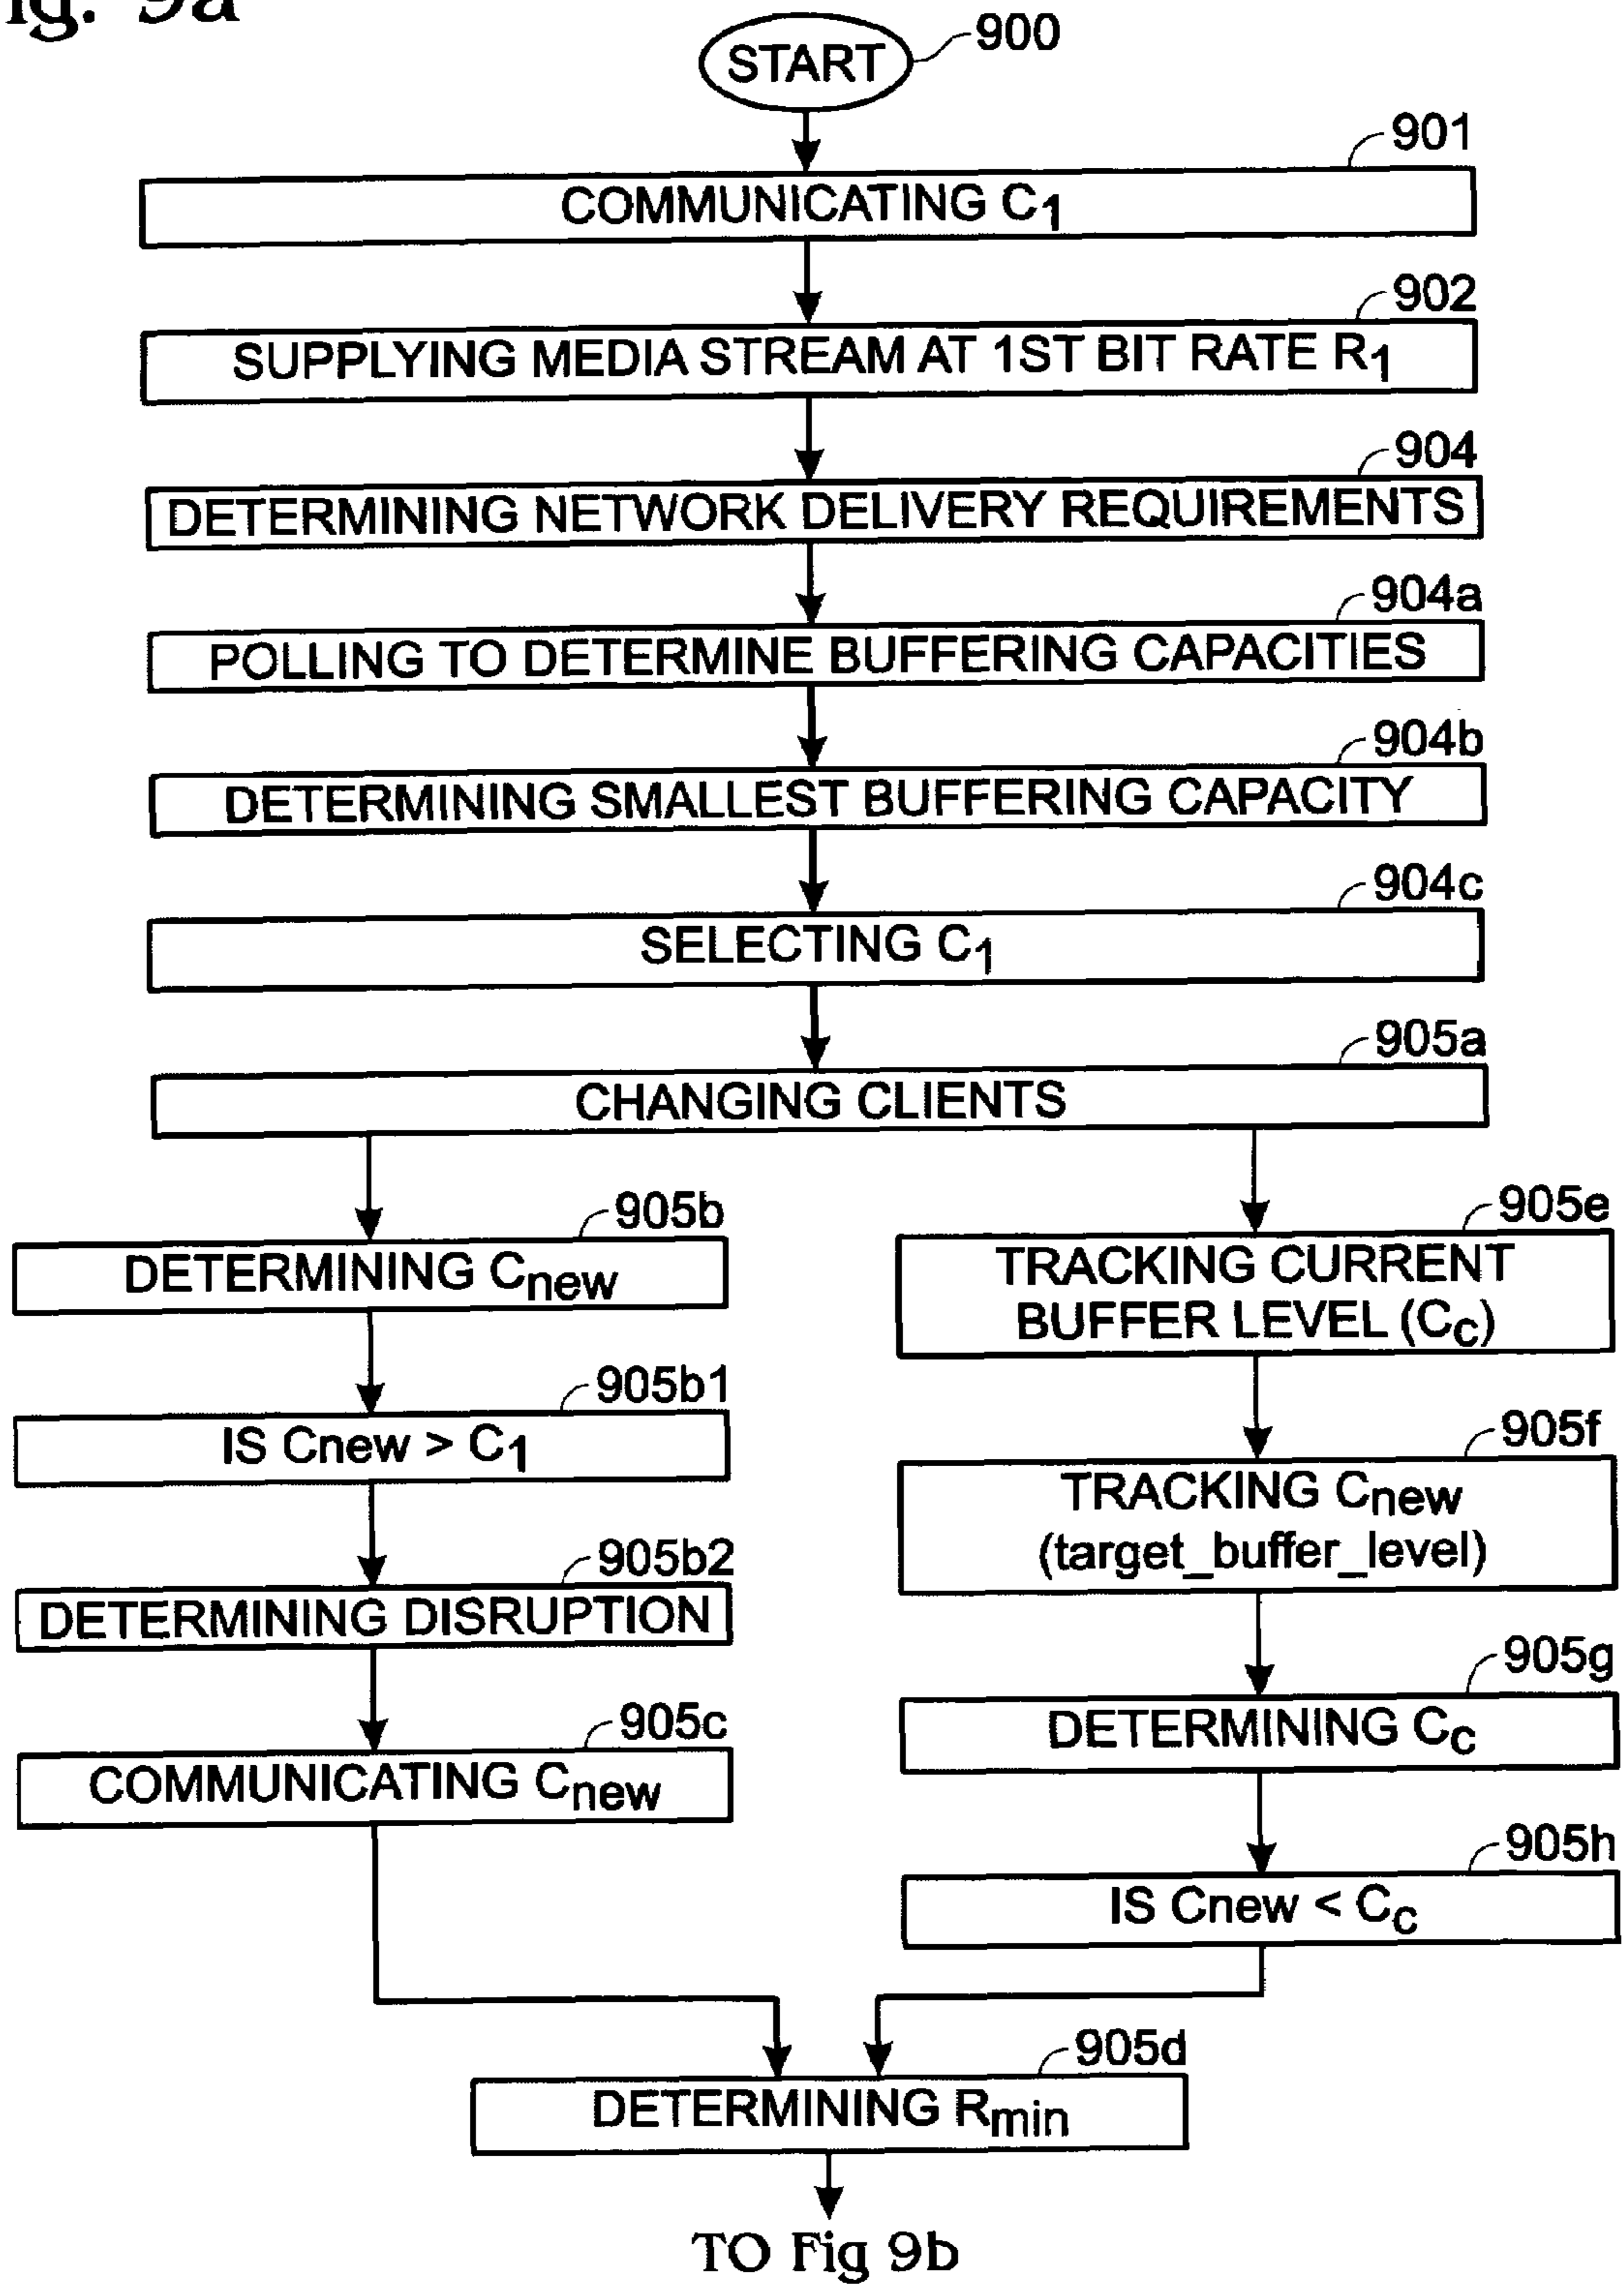 Fig. 9a
START
900
901
COMMUNICATING C1
902
SUPPLYING MEDIA STREAM AT 1ST BIT RATE R1
904
DETERMINING NETWORK DELIVERY REQUIREMENTS
904a
POLLING TO DETERMINE BUFFERING CAPACITIES
904b
DETERMINING SMALLEST BUFFERING CAPACITY
904c
SELECTING C1
905a
CHANGING CLIENTS
905b
DETERMINING Cnew
905b1
IS Cnew > C1
905b2
DETERMINING DISRUPTION
905c
COMMUNICATING Cnew
905e
TRACKING CURRENT
BUFFER LEVEL (Cc)
905f
TRACKING Cnew
(target_buffer_level)
905g
DETERMINING Cc
905h
IS Cnew < Cc
905d
DETERMINING Rmin
TO Fig 9b